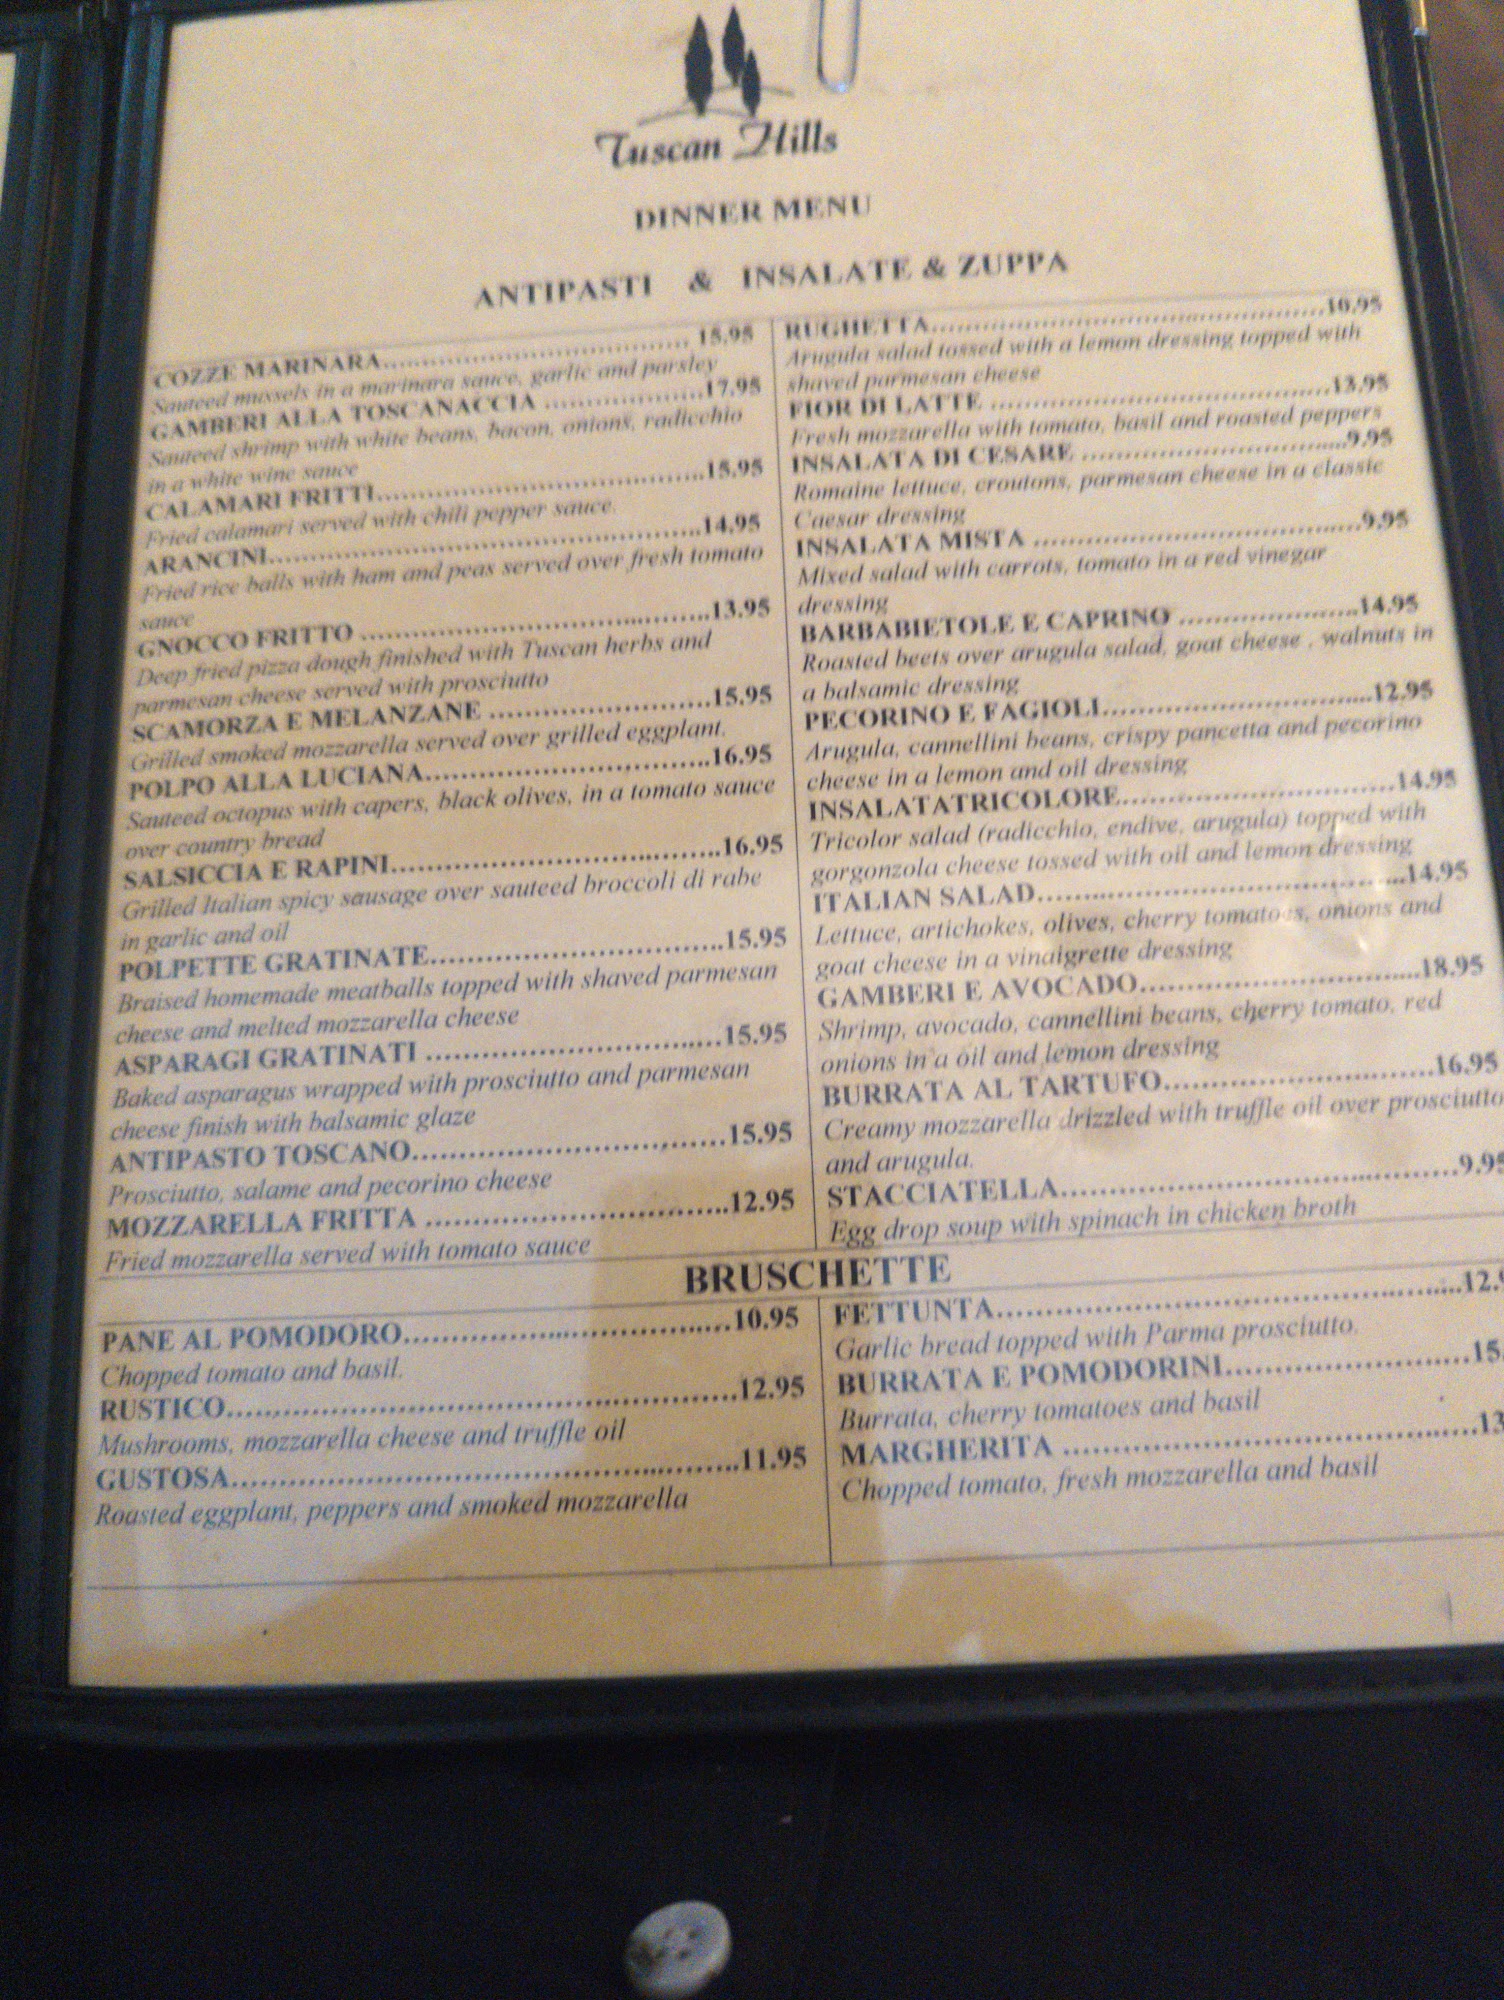 Tuscan Hills
DINNER MENU
ANTIPASTI & INSALATE & ZUPPA
COZZE MARINARA.................................15.95
Sauteed mussels in a marinara sauce, garlic and parsley
GAMBERI ALLA TOSCANACCIA ..................17.95
Sauteed shrimp with white beans, bacon, onions, radicchio
in a white wine sauce
CALAMARI FRITTI.....................................15.95
Fried calamari served with chili pepper sauce.
ARANCINI................................................14.95
Fried rice balls with ham and peas served over fresh tomato
sauce
GNOCCO FRITTO ......................................13.95
Deep fried pizza dough finished with Tuscan herbs and
parmesan cheese served with prosciutto
SCAMORZA E MELANZANE ........................15.95
Grilled smoked mozzarella served over grilled eggplant.
POLPO ALLA LUCIANA...............................16.95
Sauteed octopus with capers, black olives, in a tomato sauce
over country bread
SALSICCIA E RAPINI...................................16.95
Grilled Italian spicy sausage over sauteed broccoli di rabe
in garlic and oil
POLPETTE GRATINATE................................15.95
Braised homemade meatballs topped with shaved parmesan
cheese and melted mozzarella cheese
ASPARAGI GRATINATI ................................15.95
Baked asparagus wrapped with prosciutto and parmesan
cheese finish with balsamic glaze
ANTIPASTO TOSCANO..................................15.95
Prosciutto, salame and pecorino cheese
MOZZARELLA FRITTA .................................12.95
Fried mozzarella served with tomato sauce
RUGHETTA.............................................10.95
Arugula salad tossed with a lemon dressing topped with
shaved parmesan cheese
FIOR DI LATTE .......................................13.95
Fresh mozzarella with tomato, basil and roasted peppers
INSALATA DI CESARE ..............................9.95
Romaine lettuce, croutons, parmesan cheese in a classic
Caesar dressing
INSALATA MISTA ....................................9.95
Mixed salad with carrots, tomato in a red vinegar
dressing
BARBABIETOLE E CAPRINO ....................14.95
Roasted beets over arugula salad, goat cheese , walnuts in
a balsamic dressing
PECORINO E FAGIOLI..............................12.95
Arugula, cannellini beans, crispy pancetta and pecorino
cheese in a lemon and oil dressing
INSALATATRICOLORE..............................14.95
Tricolor salad (radicchio, endive, arugula) topped with
gorgonzola cheese tossed with oil and lemon dressing
ITALIAN SALAD.......................................14.95
Lettuce, artichokes, olives, cherry tomatoes, onions and
goat cheese in a vinaigrette dressing
GAMBERI E AVOCADO..............................18.95
Shrimp, avocado, cannellini beans, cherry tomato, red
onions in a oil and lemon dressing
BURRATA AL TARTUFO.............................16.95
Creamy mozzarella drizzled with truffle oil over prosciutto
and arugula.
STACCIATELLA.........................................9.95
Egg drop soup with spinach in chicken broth
BRUSCHETTE
PANE AL POMODORO..................................10.95
Chopped tomato and basil.
RUSTICO....................................................12.95
Mushrooms, mozzarella cheese and truffle oil
GUSTOSA...................................................11.95
Roasted eggplant, peppers and smoked mozzarella
FETTUNTA................................................12.
Garlic bread topped with Parma prosciutto.
BURRATA E POMODORINI.........................15.
Burrata, cherry tomatoes and basil
MARGHERITA ..........................................13
Chopped tomato, fresh mozzarella and basil